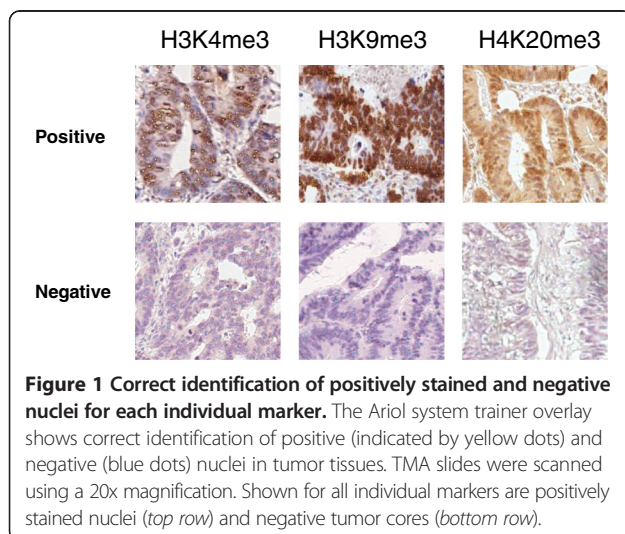 H3K4me3 H3K9me3 H4K20me3
Positive
Negative
Figure 1 Correct identification of positively stained and negative
nuclei for each individual marker. The Ariol system trainer overlay
shows correct identification of positive (indicated by yellow dots) and
negative (blue dots) nuclei in tumor tissues. TMA slides were scanned
using a 20x magnification. Shown for all individual markers are positively
stained nuclei (top row) and negative tumor cores (bottom row).